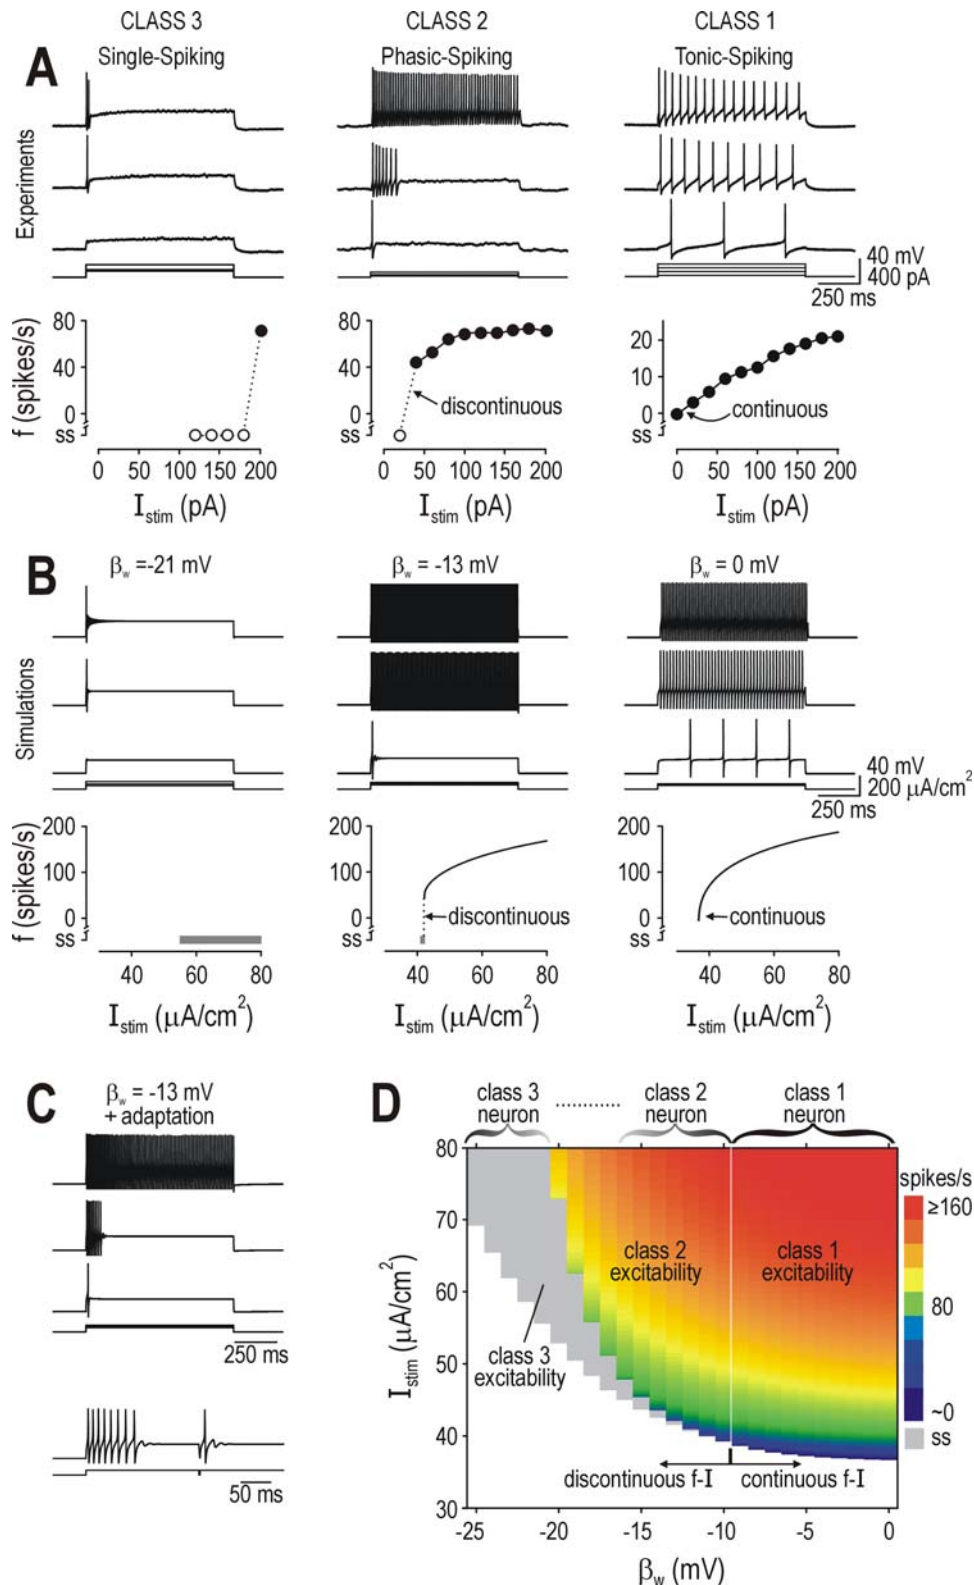 CLASS 3
CLASS 2
CLASS 1
A
Single-Spiking
Phasic-Spiking
Tonic-Spiking
Experiments
40 mV
400 pA
250 ms
f (spikes/s)
80
40
0
ss
0 50 100 150 200
I_stim (pA)
80
40
0
ss
discontinuous
0 50 100 150 200
I_stim (pA)
20
10
0
ss
continuous
0 50 100 150 200
I_stim (pA)
B
β_w =-21 mV
β_w = -13 mV
β_w = 0 mV
Simulations
40 mV
200 μA/cm²
250 ms
f (spikes/s)
200
100
0
ss
40 60 80
I_stim (μA/cm²)
200
100
0
ss
discontinuous
40 60 80
I_stim (μA/cm²)
200
100
0
ss
continuous
40 60 80
I_stim (μA/cm²)
C
β_w = -13 mV
+ adaptation
250 ms
50 ms
D
class 3
neuron
class 2
neuron
class 1
neuron
I_stim (μA/cm²)
80
70
60
50
40
30
class 2
excitability
class 1
excitability
class 3
excitability
discontinuous f-I
continuous f-I
-25 -20 -15 -10 -5 0
β_w (mV)
spikes/s
≥160
80
~0
ss